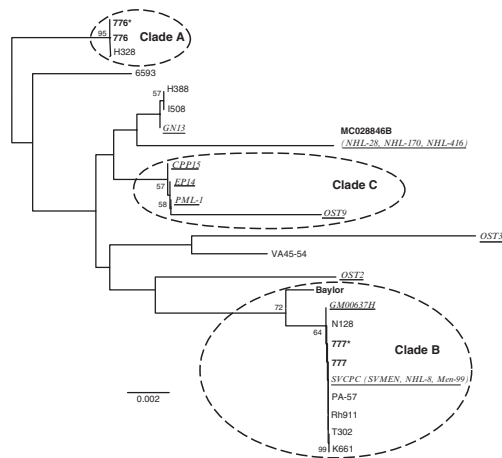 776*
95
776
Clade A
H328
6593
57
H388
I508
GN13
MC028846B
(NHL-28, NHL-170, NHL-416)
CPP15
57
EP14
Clade C
58
PML-1
OST9
OST3
VA45-54
OST2
Baylor
72
GM00637H
64
N128
777*
Clade B
777
SVCPC (SVMEN, NHL-8, Men-99)
PA-57
0.002
Rh911
T302
99
K661